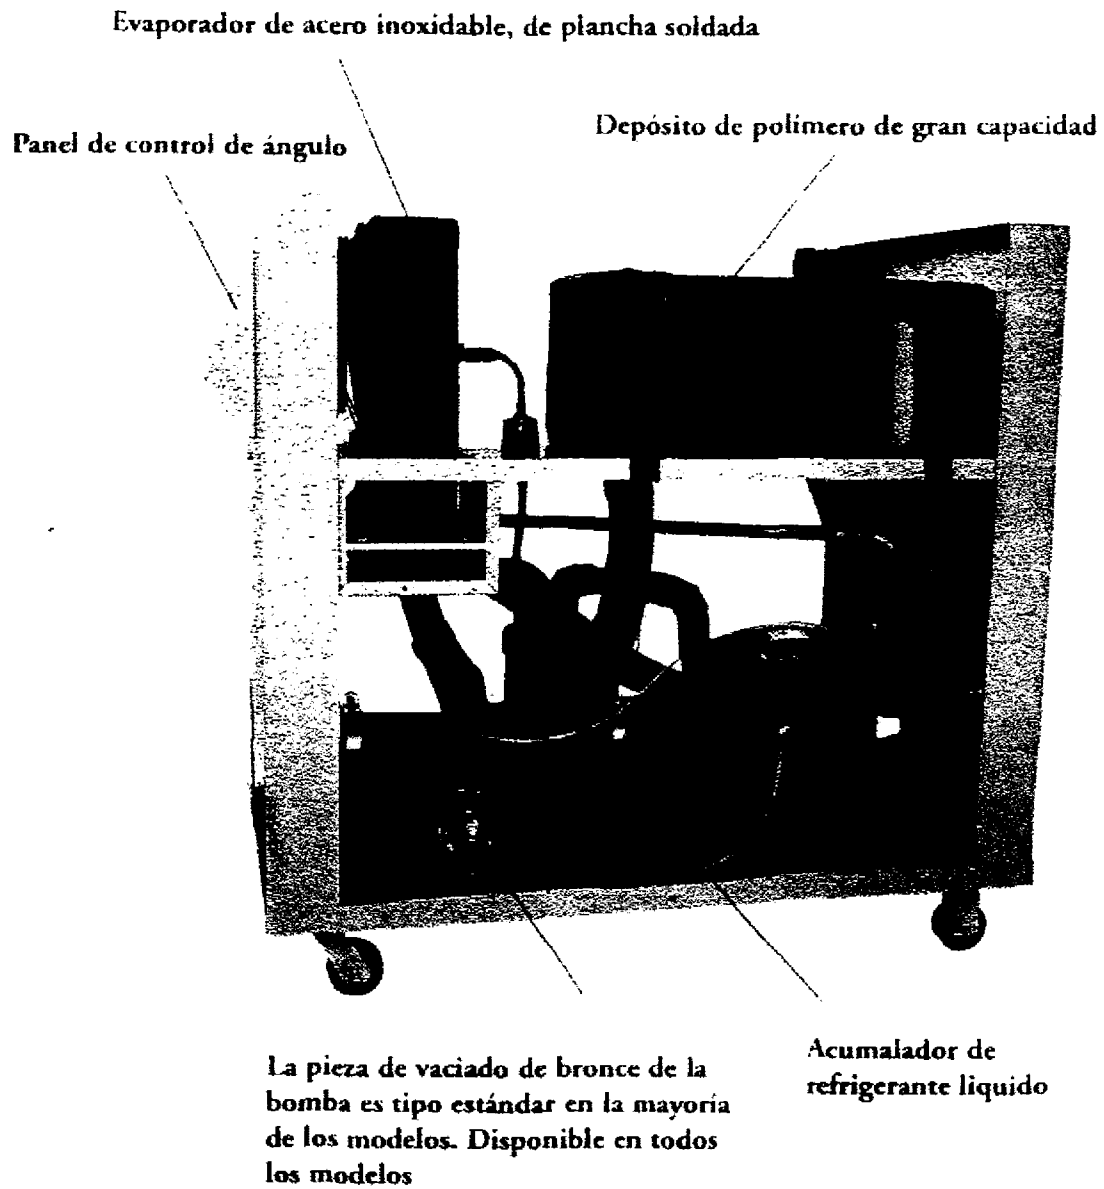 Evaporador de acero inoxidable, de plancha soldada
Panel de control de ángulo
Depósito de polímero de gran capacidad
La pieza de vaciado de bronce de la
bomba es tipo estándar en la mayoría
de los modelos. Disponible en todos
los modelos
Acumalador de
refrigerante liquido